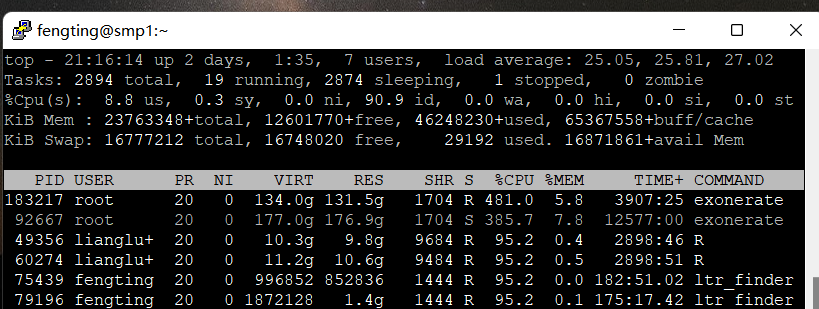 fengting@smp1:~
top - 21:16:14 up 2 days,  1:35,  7 users,  load average: 25.05, 25.81, 27.02
Tasks: 2894 total,  19 running, 2874 sleeping,   1 stopped,   0 zombie
%Cpu(s):  8.8 us,  0.3 sy,  0.0 ni, 90.9 id,  0.0 wa,  0.0 hi,  0.0 si,  0.0 st
KiB Mem : 23763348+total, 12601770+free, 46248230+used, 65367558+buff/cache
KiB Swap: 16777212 total, 16748020 free,    29192 used. 16871861+avail Mem
PID USER      PR  NI    VIRT    RES    SHR S  %CPU %MEM     TIME+ COMMAND
183217 root      20   0  134.0g 131.5g   1704 R 481.0  5.8   3907:25 exonerate
92667 root      20   0  177.0g 176.9g   1704 S 385.7  7.8  12577:00 exonerate
49356 lianglu+  20   0   10.3g   9.8g   9684 R  95.2  0.4   2898:46 R
60274 lianglu+  20   0   11.2g  10.6g   9484 R  95.2  0.5   2898:51 R
75439 fengting  20   0  996852 852836   1444 R  95.2  0.0 182:51.02 ltr_finder
79196 fengting  20   0 1872128   1.4g   1444 R  95.2  0.1 175:17.42 ltr_finder